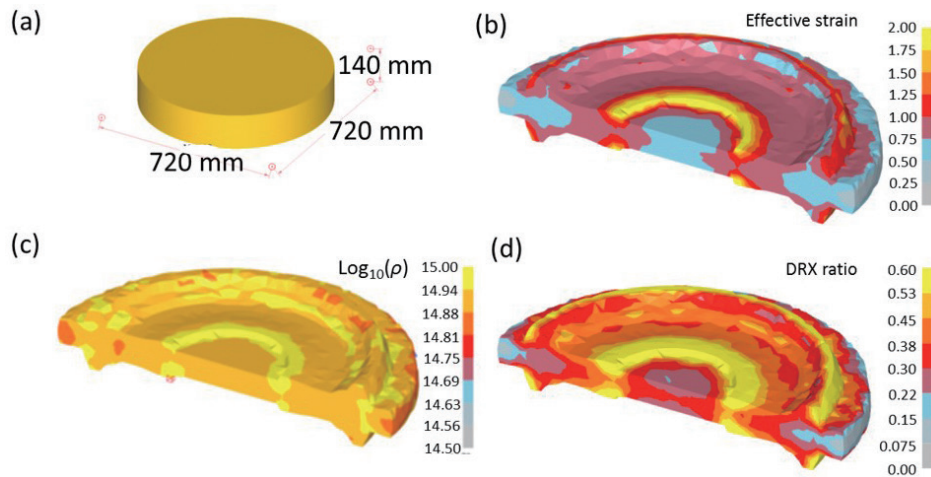 (a)
140 mm
720 mm
720 mm
(b)
Effective strain
2.00
1.75
1.50
1.25
1.00
0.75
0.50
0.25
0.00
(c)
Log₁₀(ρ)
15.00
14.94
14.88
14.81
14.75
14.69
14.63
14.56
14.50
(d)
DRX ratio
0.60
0.53
0.45
0.38
0.30
0.22
0.15
0.075
0.00